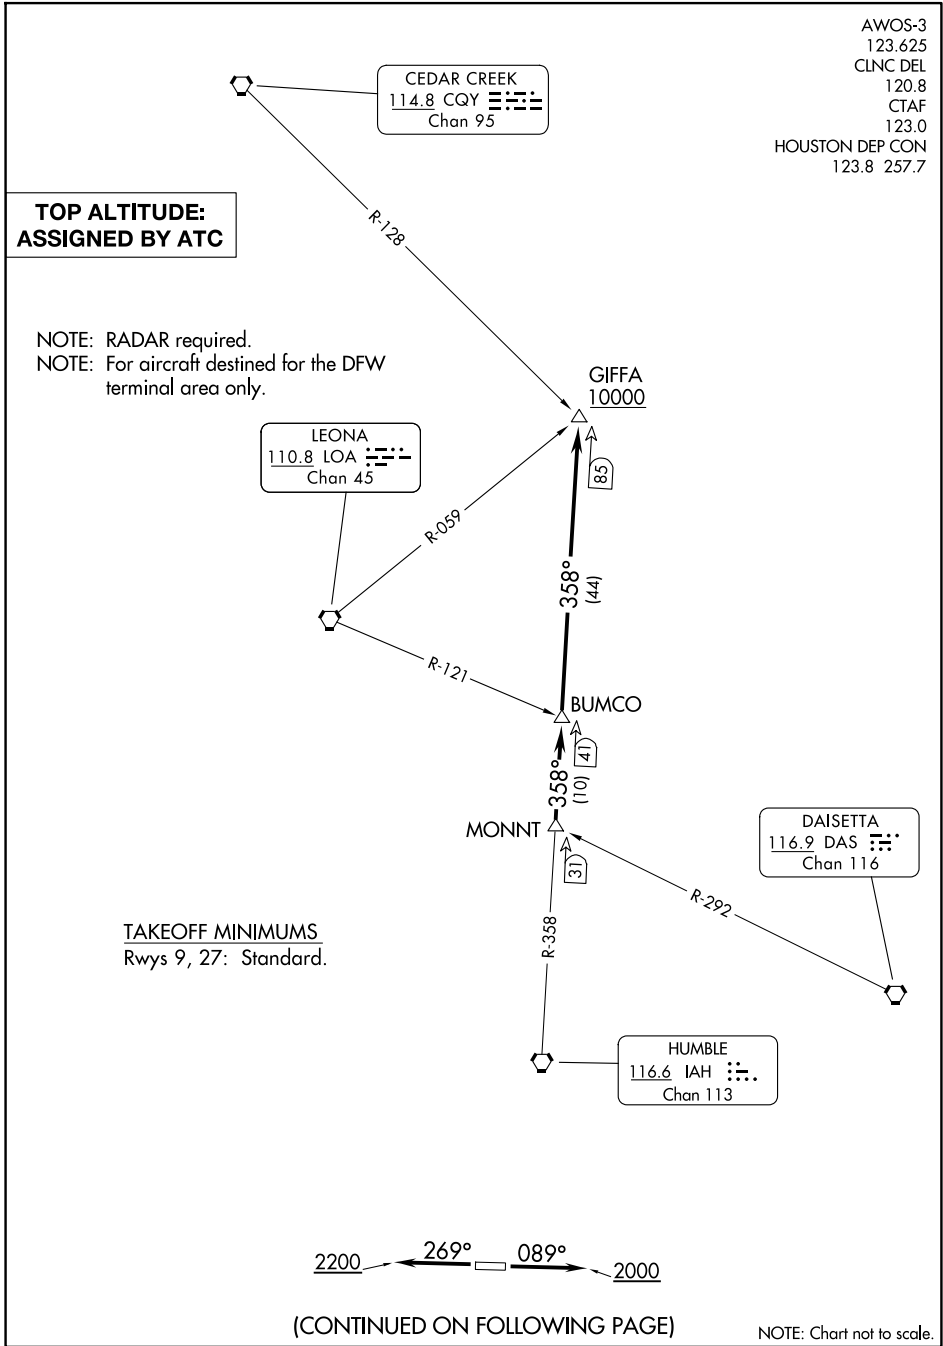 AWOS-3
123.625
CLNC DEL
120.8
CTAF
123.0
HOUSTON DEP CON
123.8 257.7
CEDAR CREEK
114.8 CQY
Chan 95
TOP ALTITUDE:
ASSIGNED BY ATC
R-128
NOTE: RADAR required.
NOTE: For aircraft destined for the DFW
terminal area only.
GIFFA
10000
LEONA
110.8 LOA
Chan 45
85
R-059
358°
(44)
R-121
BUMCO
41
358°
(10)
MONNT
31
DAISETTA
116.9 DAS
Chan 116
R-292
R-358
TAKEOFF MINIMUMS
Rwys 9, 27: Standard.
HUMBLE
116.6 IAH
Chan 113
2200 269° 089° 2000
(CONTINUED ON FOLLOWING PAGE)
NOTE: Chart not to scale.